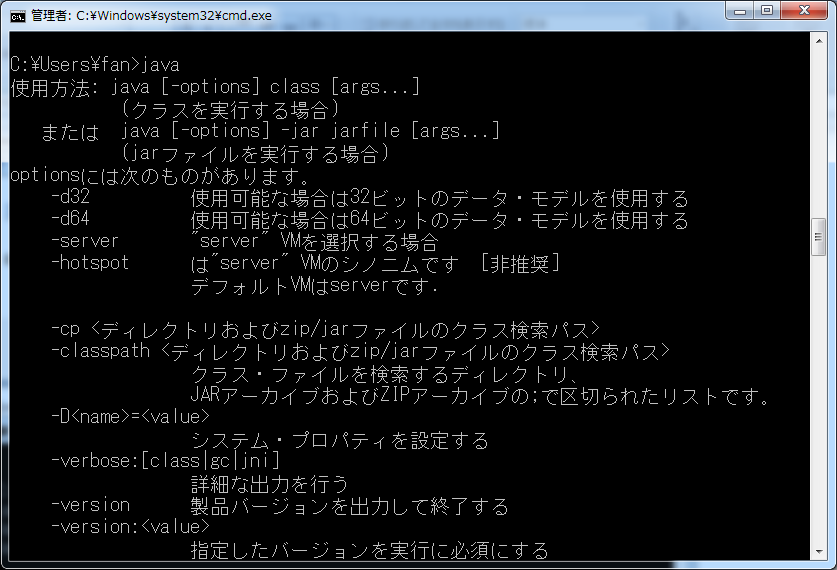 管理者: C:¥Windows¥system32¥cmd.exe
C:¥Users¥fan>java
使用方法: java [-options] class [args...]
(クラスを実行する場合)
または java [-options] -jar jarfile [args...]
(jarファイルを実行する場合)
optionsには次のものがあります。
-d32 使用可能な場合は32ビットのデータ・モデルを使用する
-d64 使用可能な場合は64ビットのデータ・モデルを使用する
-server "server" VMを選択する場合
-hotspot は"server" VMのシノニムです [非推奨]
デフォルトVMはserverです.
-cp <ディレクトリおよびzip/jarファイルのクラス検索パス>
-classpath <ディレクトリおよびzip/jarファイルのクラス検索パス>
クラス・ファイルを検索するディレクトリ、
JARアーカイブおよびZIPアーカイブの;で区切られたリストです。
-D<name>=<value>
システム・プロパティを設定する
-verbose:[class|gc|jni]
詳細な出力を行う
-version 製品バージョンを出力して終了する
-version:<value>
指定したバージョンを実行に必須にする